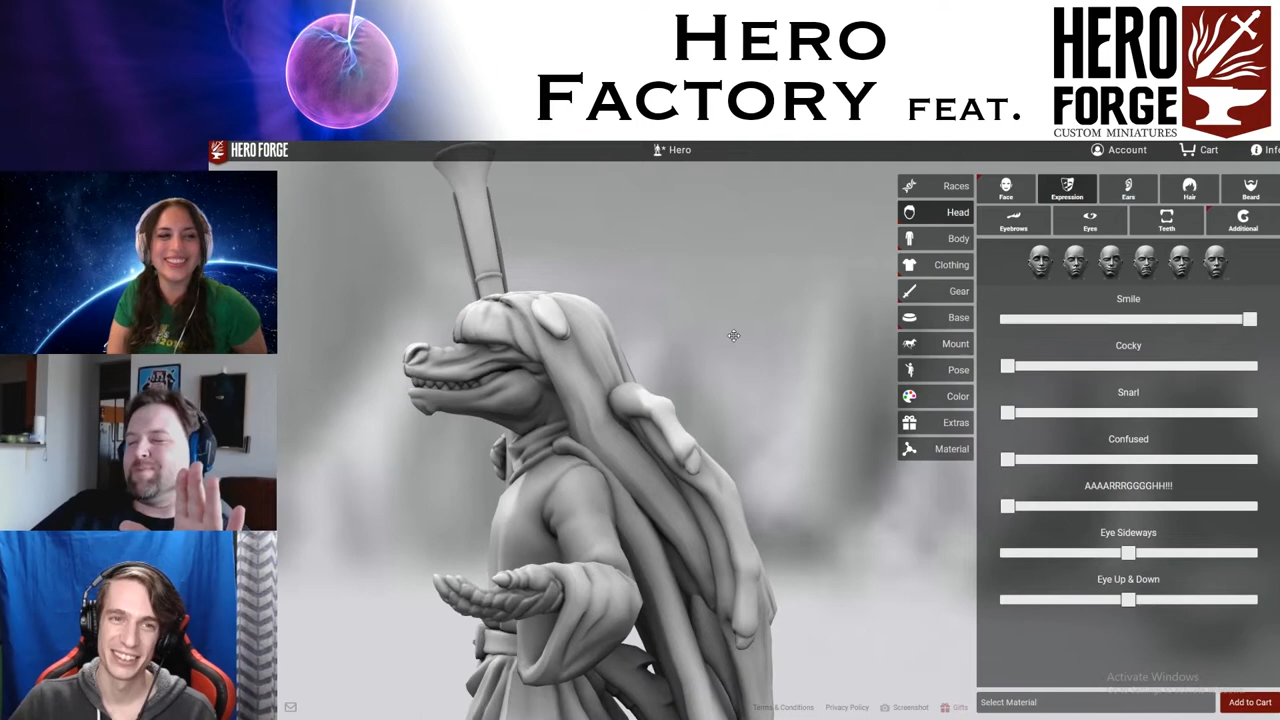 HERO
FACTORY FEAT.
HERO
FORGE
CUSTOM MINIATURES
HERO FORGE
Hero
Account
Cart
Races
Head
Body
Clothing
Gear
Base
Mount
Pose
Color
Extras
Material
Face
Expression
Ears
Hair
Beard
Eyebrows
Eyes
Teeth
Additional
Smile
Cocky
Snarl
Confused
AAAARRRGGGGHH!!!
Eye Sideways
Eye Up & Down
Activate Windows
Select Material
Add to Cart
Terms & Conditions
Privacy Policy
Screenshot
Gifts